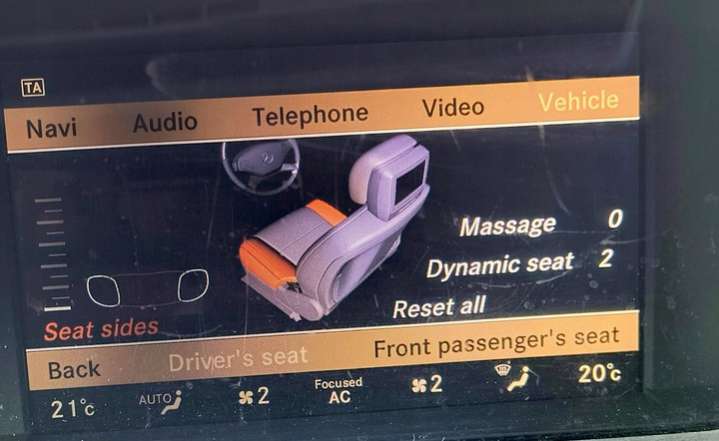 TA
Navi Audio Telephone Video Vehicle
Massage 0
Dynamic seat 2
Reset all
Seat sides
Back Driver's seat Front passenger's seat
21°C AUTO 2 Focused AC 2 20°C